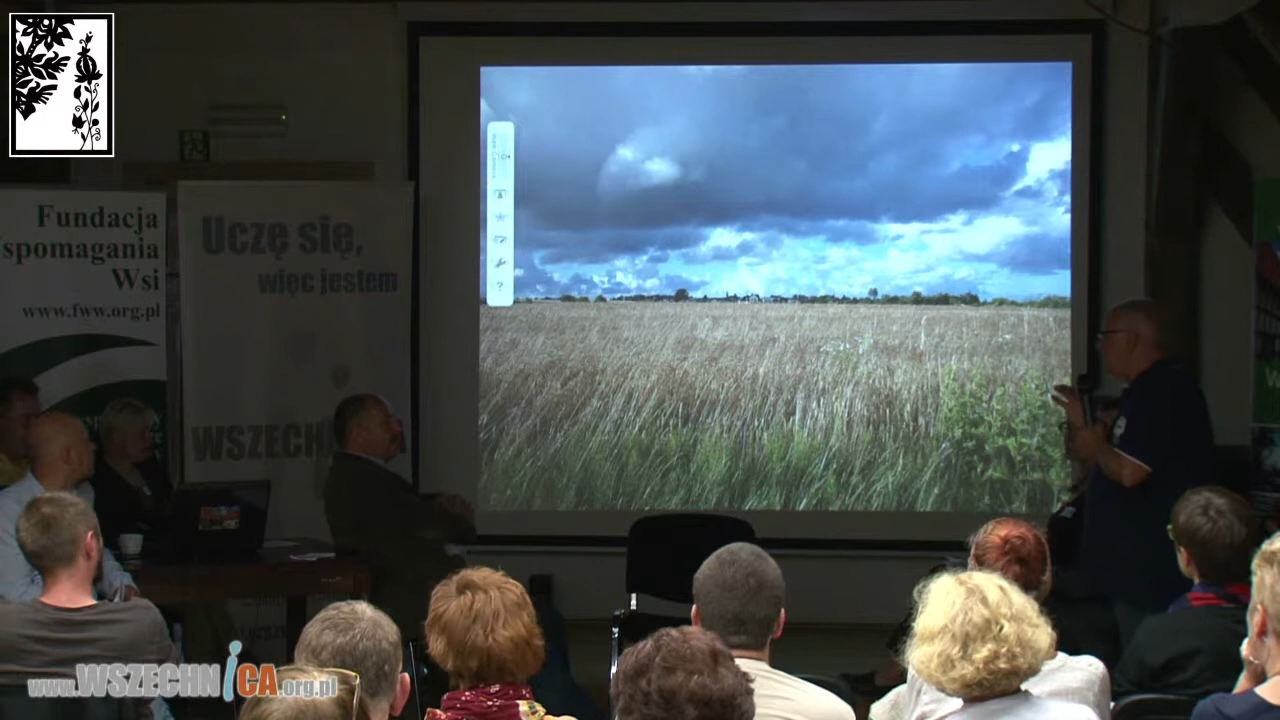 Fundacja
spomagania
Wsi
www.fww.org.pl
Uczę się,
więc jestem
WSZECH
?
www.WSZECHNICA.org.pl